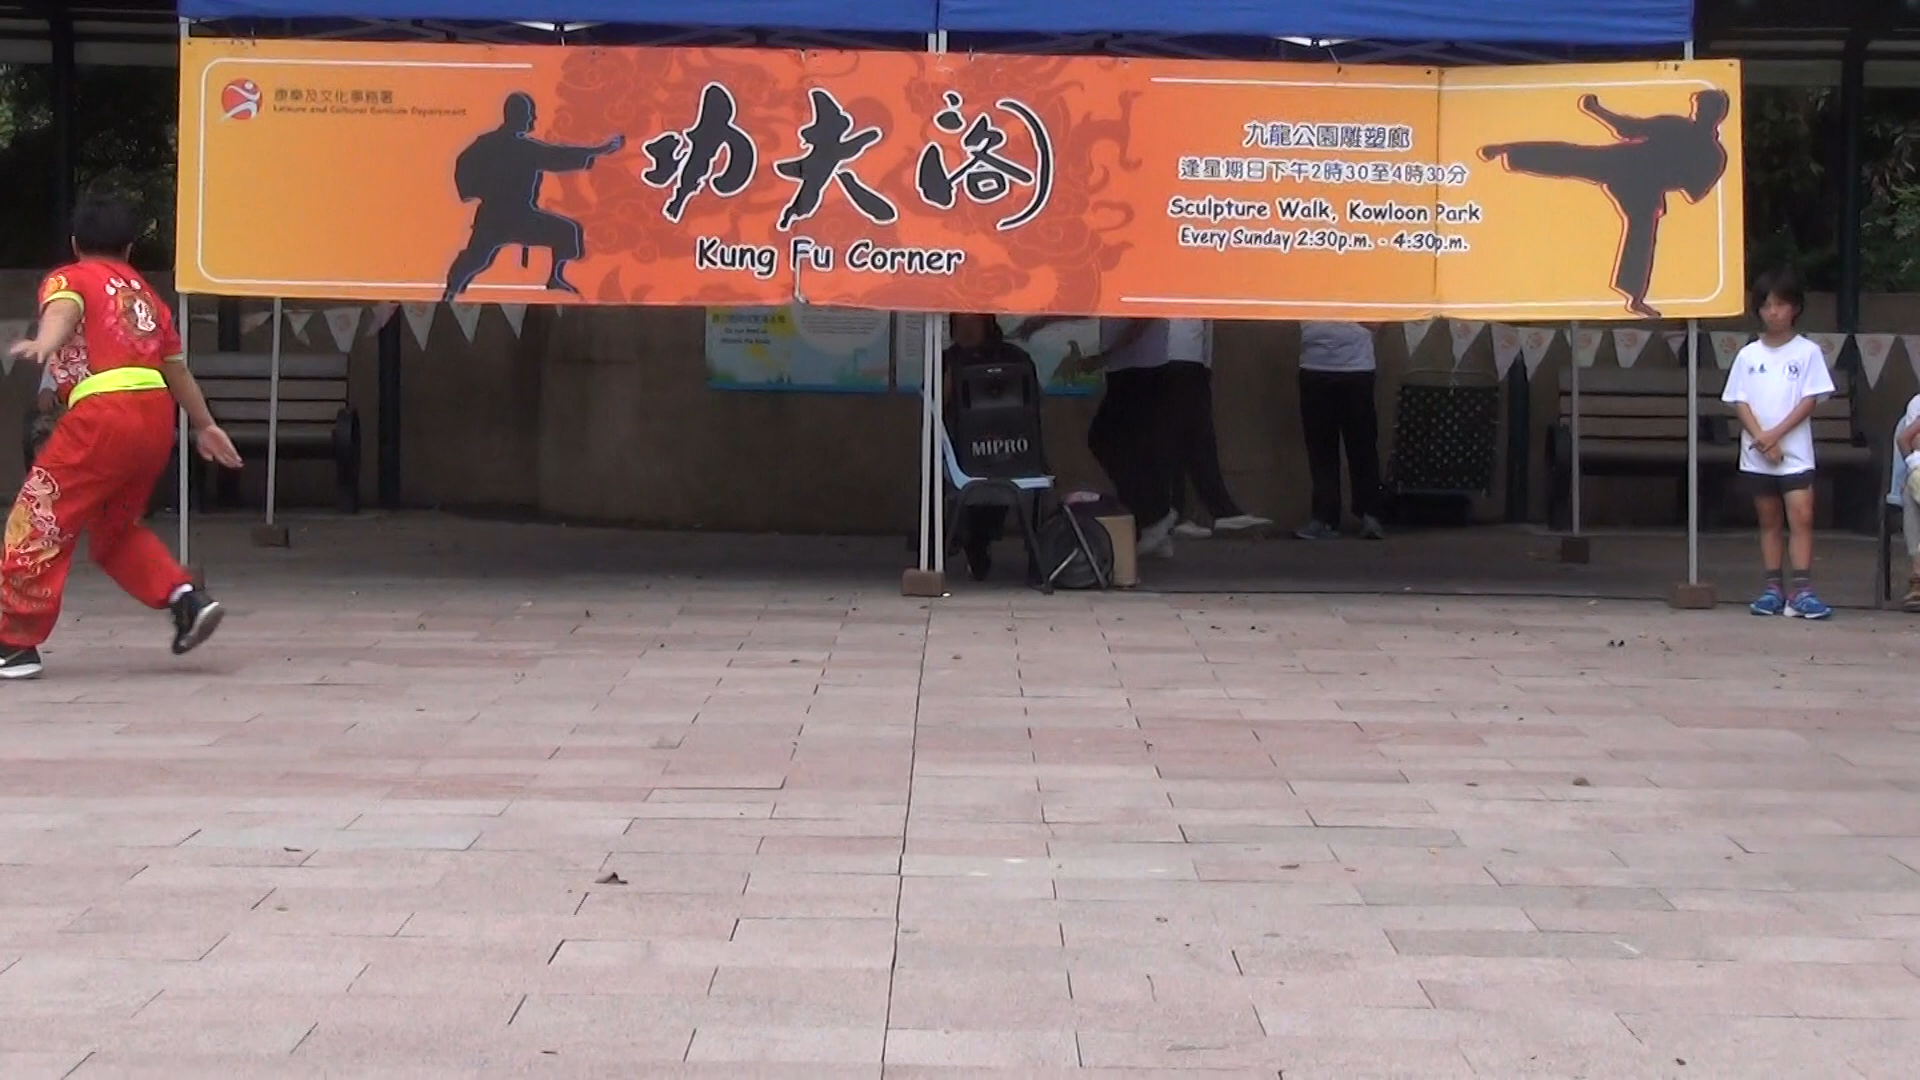 康樂及文化事務署
Leisure and Cultural Services Department
功夫閣
Kung Fu Corner
九龍公園雕塑廊
逢星期日下午2時30至4時30分
Sculpture Walk, Kowloon Park
Every Sunday 2:30p.m. - 4:30p.m.
MIPRO